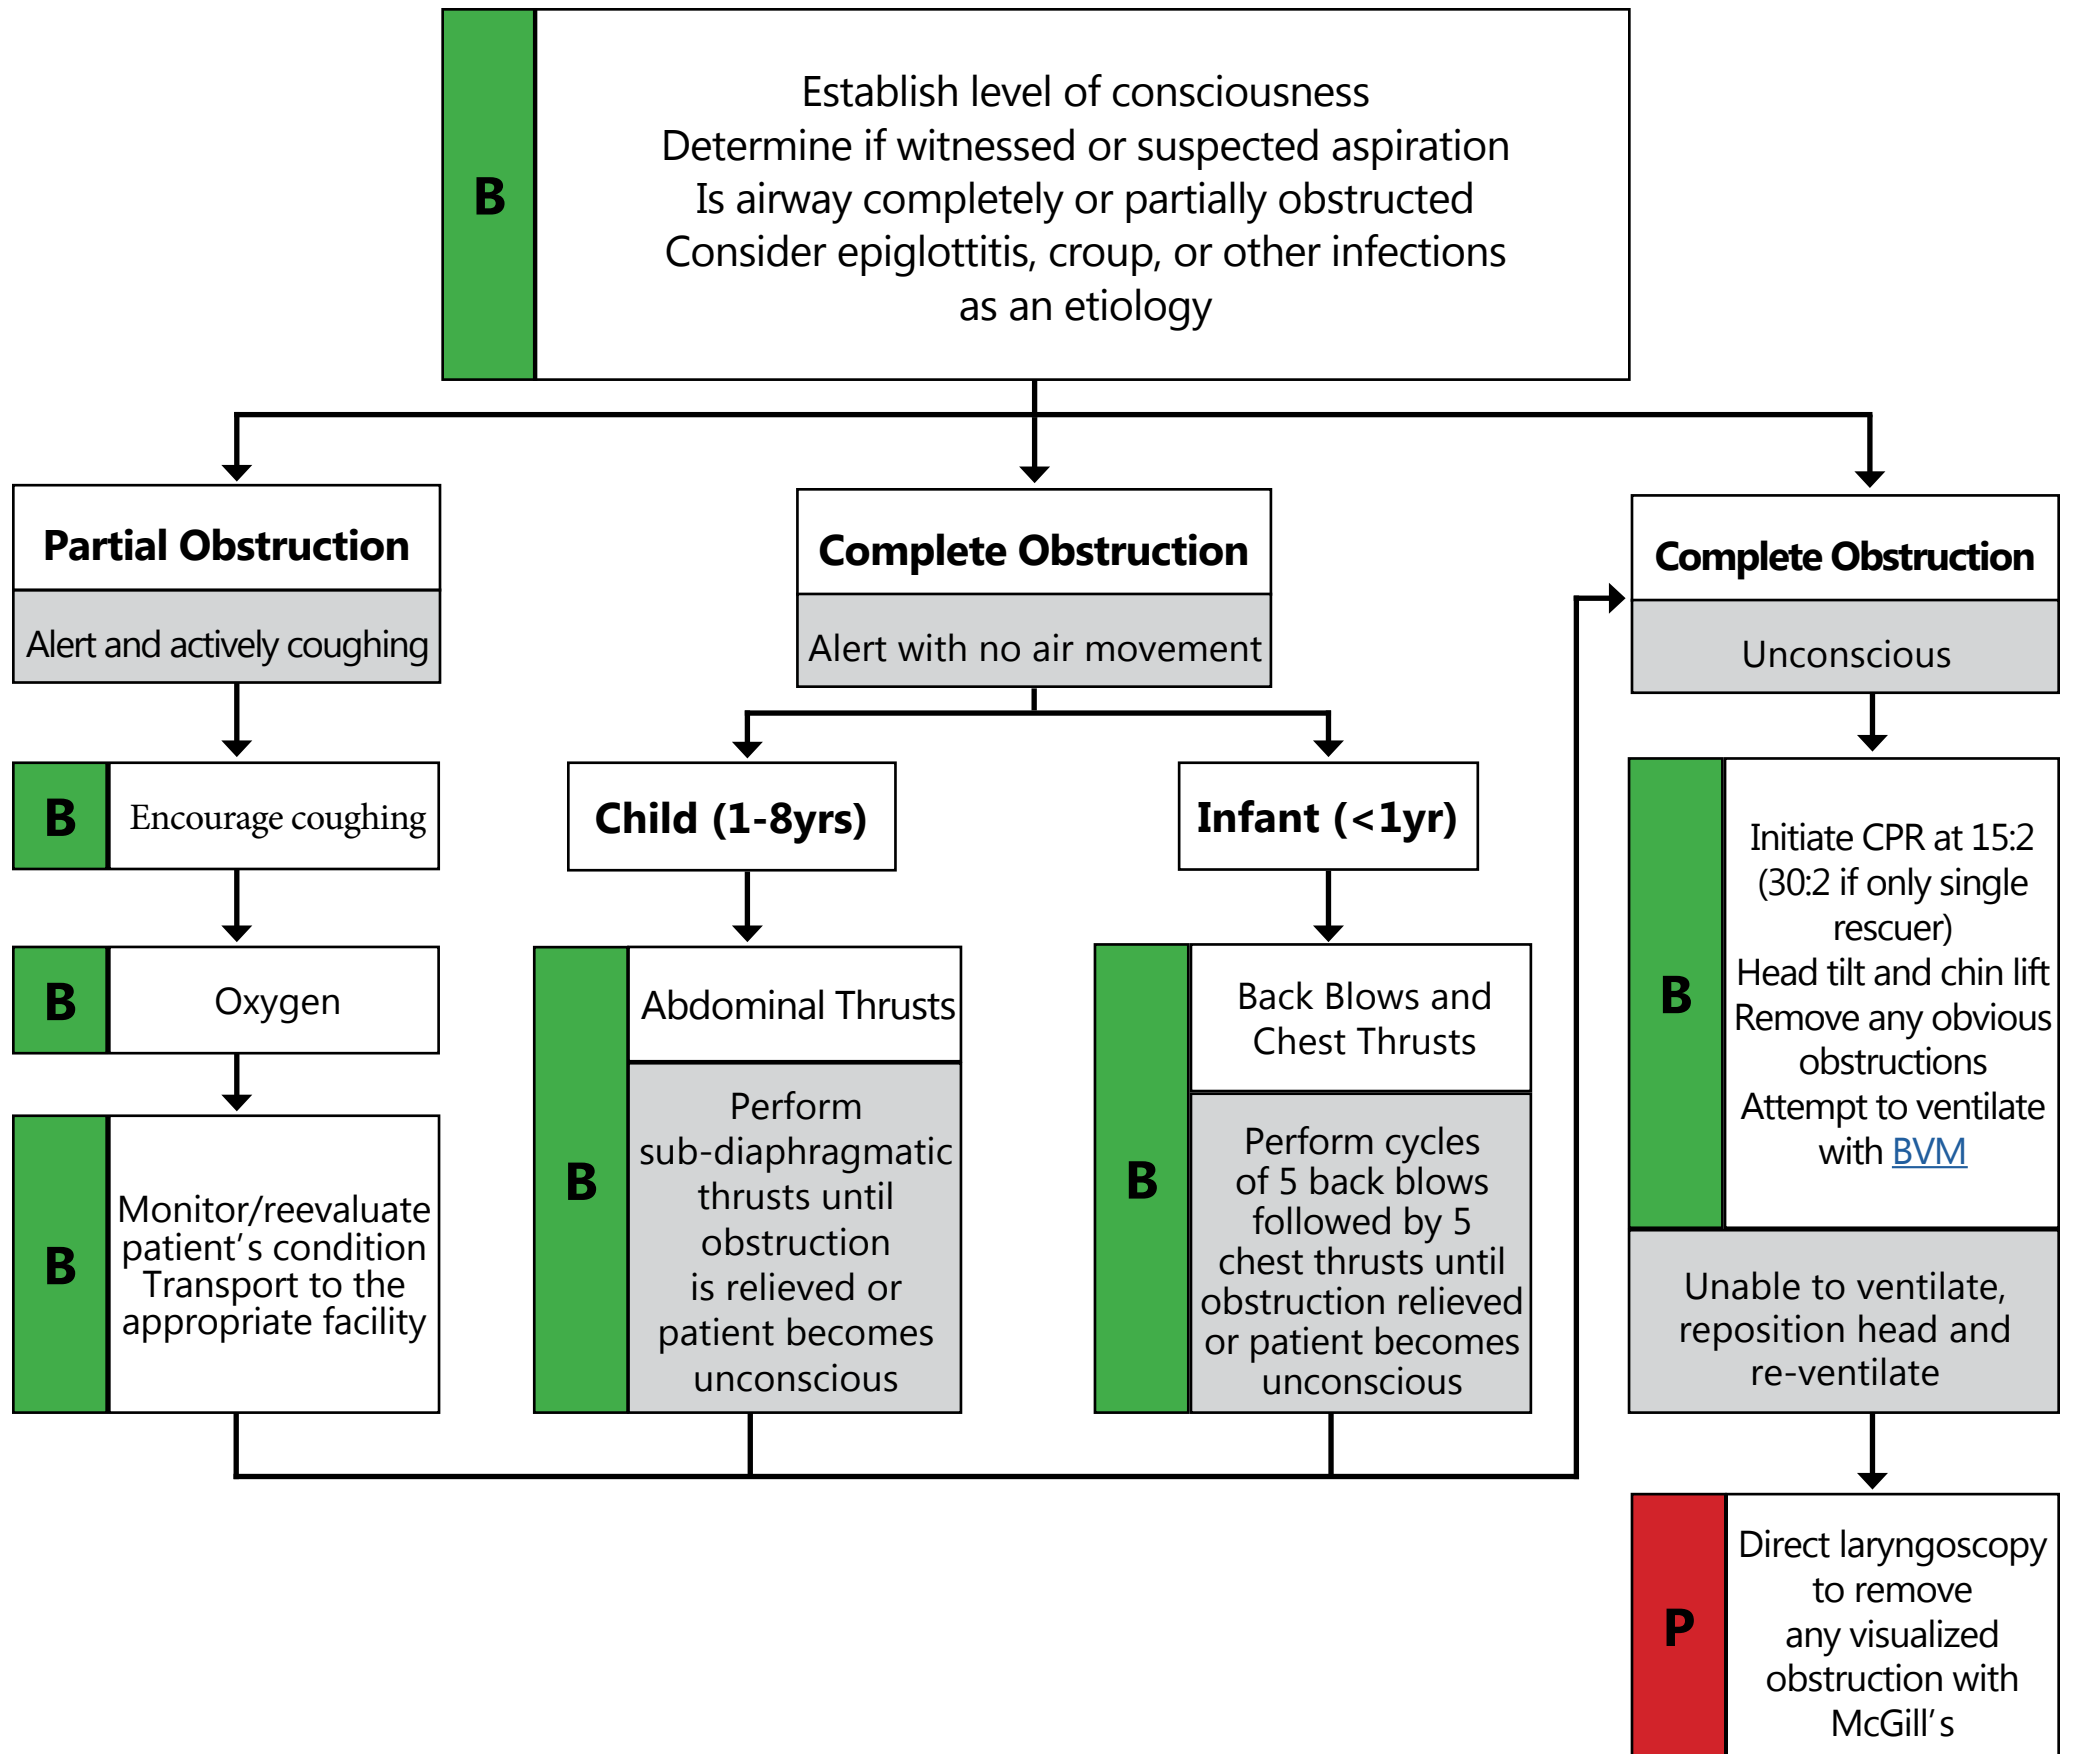 B
Establish level of consciousness
Determine if witnessed or suspected aspiration
Is airway completely or partially obstructed
Consider epiglottitis, croup, or other infections
as an etiology
Partial Obstruction
Alert and actively coughing
B
Encourage coughing
B
Oxygen
B
Monitor/reevaluate
patient's condition
Transport to the
appropriate facility
Complete Obstruction
Alert with no air movement
Child (1-8yrs)
B
Abdominal Thrusts
Perform
sub-diaphragmatic
thrusts until
obstruction
is relieved or
patient becomes
unconscious
Infant (<1yr)
B
Back Blows and
Chest Thrusts
Perform cycles
of 5 back blows
followed by 5
chest thrusts until
obstruction relieved
or patient becomes
unconscious
Complete Obstruction
Unconscious
B
Initiate CPR at 15:2
(30:2 if only single
rescuer)
Head tilt and chin lift
Remove any obvious
obstructions
Attempt to ventilate
with BVM
Unable to ventilate,
reposition head and
re-ventilate
P
Direct laryngoscopy
to remove
any visualized
obstruction with
McGill's